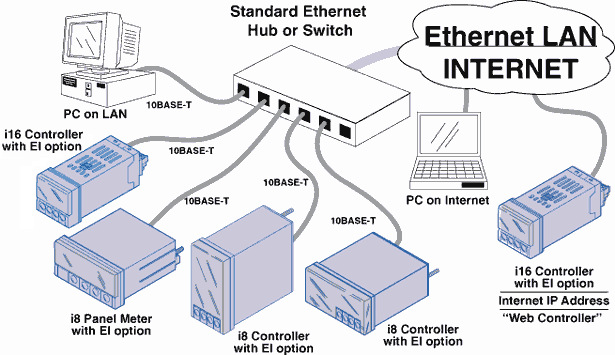 Standard Ethernet
Hub or Switch
Ethernet LAN
INTERNET
PC on LAN
10BASE-T
i16 Controller
with EI option
10BASE-T
10BASE-T
10BASE-T
10BASE-T
PC on Internet
i8 Panel Meter
with EI option
i8 Controller
with EI option
i8 Controller
with EI option
i16 Controller
with EI option
Internet IP Address
“Web Controller”